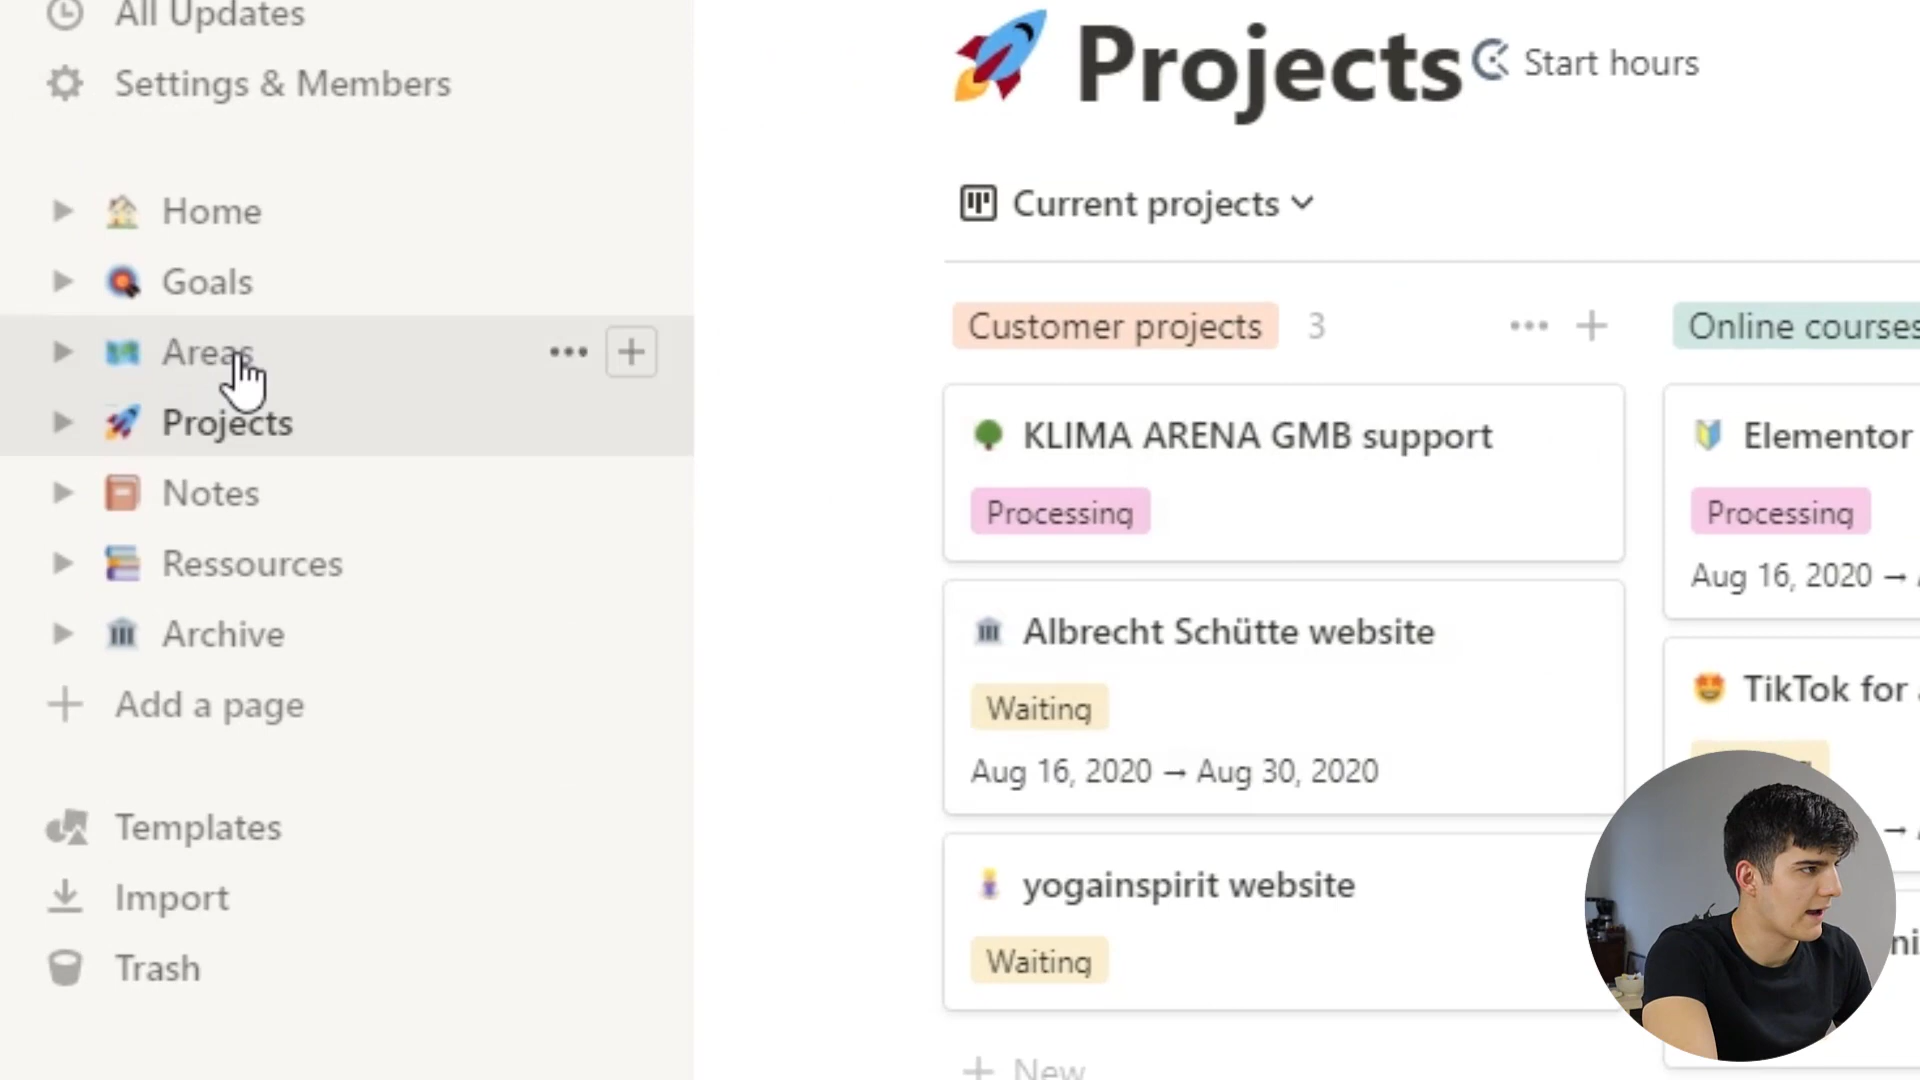 All Updates
Settings & Members
Home
Goals
Areas
Projects
Notes
Ressources
Archive
Add a page
Templates
Import
Trash
Projects
Start hours
Current projects
Customer projects 3
KLIMA ARENA GMB support
Processing
Albrecht Schütte website
Waiting
Aug 16, 2020 → Aug 30, 2020
yogainspirit website
Waiting
New
Online courses
Elementor
Processing
Aug 16, 2020 →
TikTok for